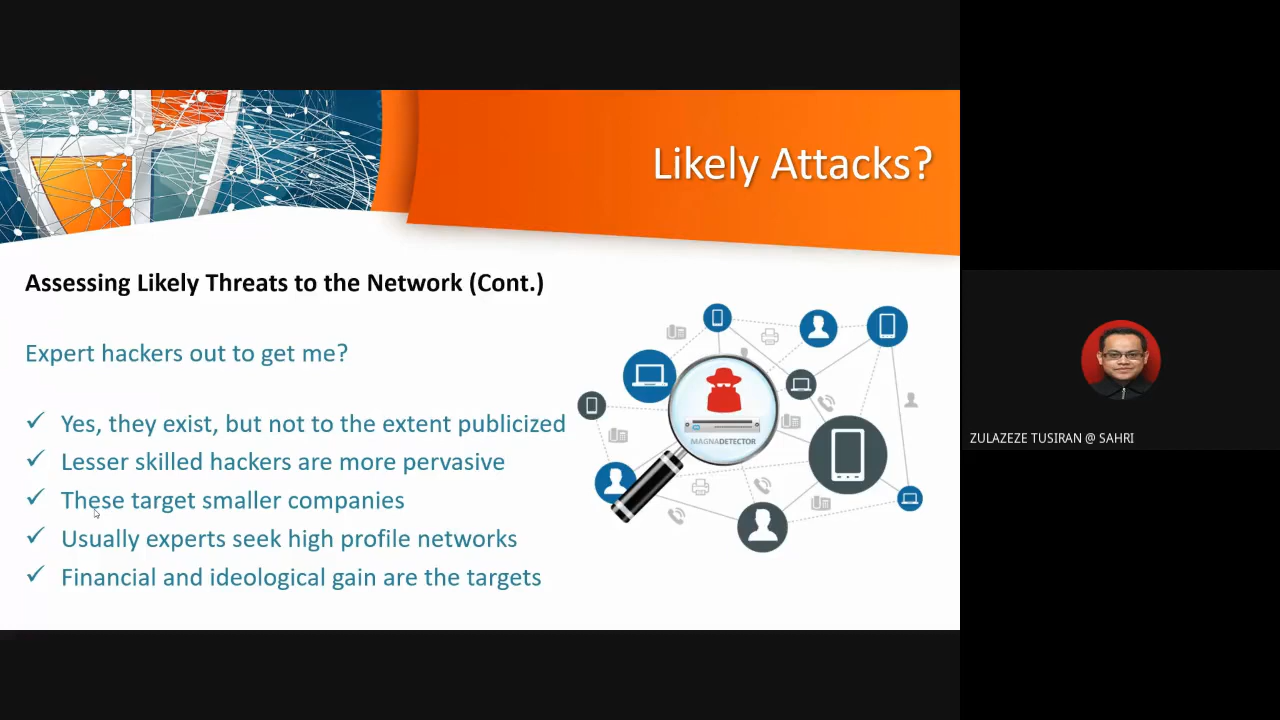 Likely Attacks?
Assessing Likely Threats to the Network (Cont.)
Expert hackers out to get me?
✓ Yes, they exist, but not to the extent publicized
✓ Lesser skilled hackers are more pervasive
✓ These target smaller companies
✓ Usually experts seek high profile networks
✓ Financial and ideological gain are the targets
MAGNADETECTOR
ZULAZEZE TUSIRAN @ SAHRI